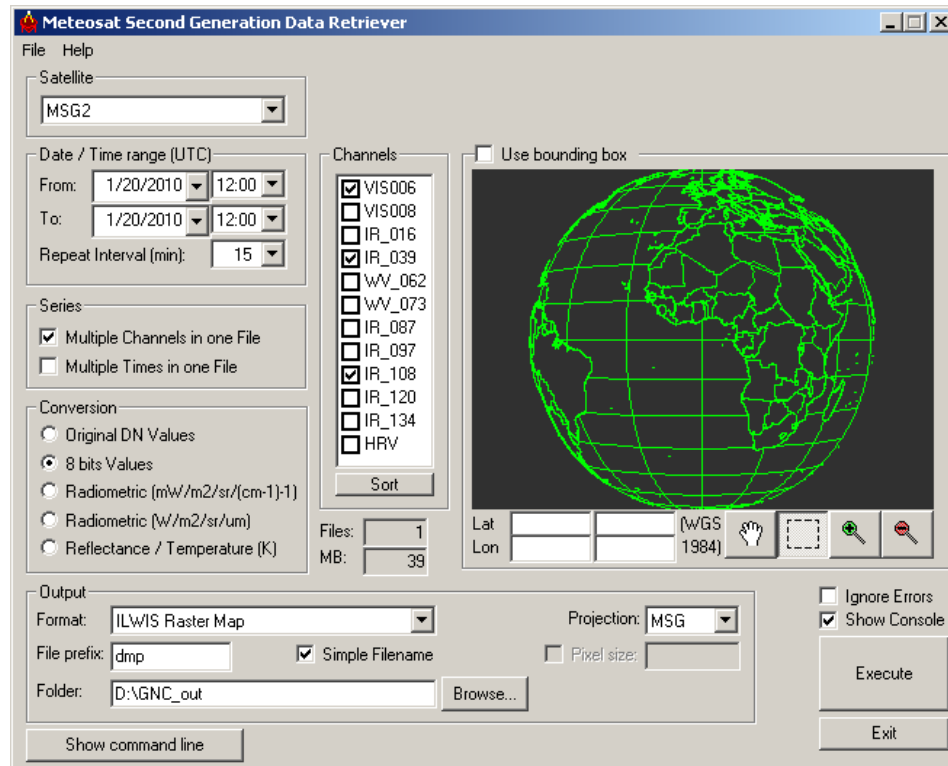 Meteosat Second Generation Data Retriever
File Help
Satellite
MSG2
Date / Time range (UTC)
From: 1/20/2010 12:00
To: 1/20/2010 12:00
Repeat Interval (min): 15
Series
Multiple Channels in one File
Multiple Times in one File
Conversion
Original DN Values
8 bits Values
Radiometric (mW/m2/sr/(cm-1)-1)
Radiometric (W/m2/sr/um)
Reflectance / Temperature (K)
Channels
VIS006
VIS008
IR_016
IR_039
WV_062
WV_073
IR_087
IR_097
IR_108
IR_120
IR_134
HRV
Sort
Files: 1
MB: 39
Use bounding box
Lat (WGS
Lon 1984)
Output
Format: ILWIS Raster Map
Projection: MSG
File prefix: dmp
Simple Filename
Pixel size:
Folder: D:\GNC_out
Browse...
Ignore Errors
Show Console
Execute
Exit
Show command line